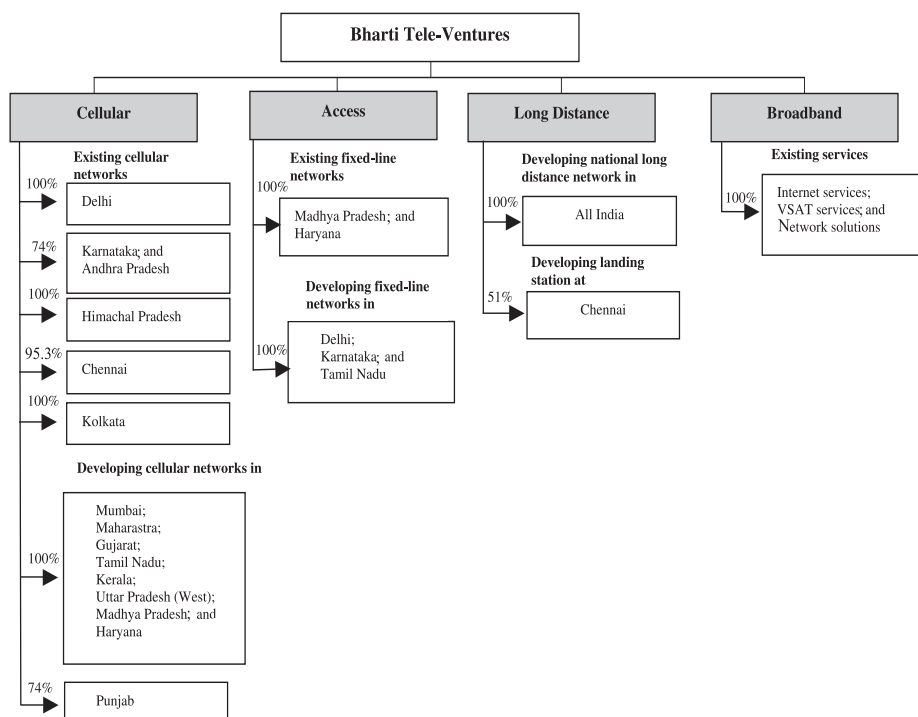 Bharti Tele-Ventures
Cellular
Existing cellular
networks
100%
Delhi
74%
Karnataka; and
Andhra Pradesh
100%
Himachal Pradesh
95.3%
Chennai
100%
Kolkata
Developing cellular networks in
100%
Mumbai;
Maharastra;
Gujarat;
Tamil Nadu;
Kerala;
Uttar Pradesh (West);
Madhya Pradesh; and
Haryana
74%
Punjab
Access
Existing fixed-line
networks
100%
Madhya Pradesh; and
Haryana
Developing fixed-line
networks in
100%
Delhi;
Karnataka; and
Tamil Nadu
Long Distance
Developing national long
distance network in
100%
All India
Developing landing
station at
51%
Chennai
Broadband
Existing services
100%
Internet services;
VSAT services; and
Network solutions